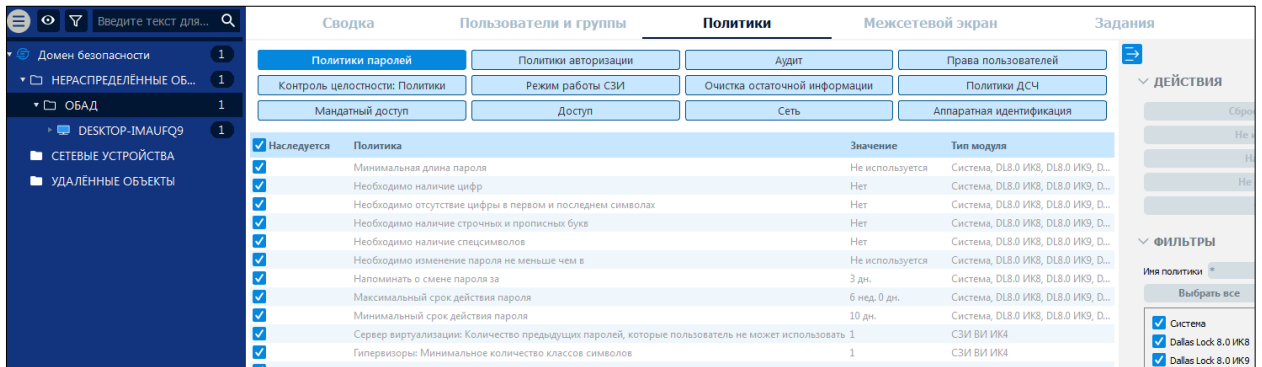 Введите текст для...
Сводка Пользователи и группы Политики Межсетевой экран Задания
Домен безопасности 1
НЕРАСПРЕДЕЛЁННЫЕ ОБ... 1
ОБАД 1
DESKTOP-IMAUFQ9 1
СЕТЕВЫЕ УСТРОЙСТВА
УДАЛЁННЫЕ ОБЪЕКТЫ
Политики паролей Политики авторизации Аудит Права пользователей
Контроль целостности: Политики Режим работы СЗИ Очистка остаточной информации Политики ДСЧ
Мандатный доступ Доступ Сеть Аппаратная идентификация
Наследуется Политика Значение Тип модуля
Минимальная длина пароля Не используется Система, DL8.0 ИК8, DL8.0 ИК9, D...
Необходимо наличие цифр Нет Система, DL8.0 ИК8, DL8.0 ИК9, D...
Необходимо отсутствие цифры в первом и последнем символах Нет Система, DL8.0 ИК8, DL8.0 ИК9, D...
Необходимо наличие строчных и прописных букв Нет Система, DL8.0 ИК8, DL8.0 ИК9, D...
Необходимо наличие спецсимволов Нет Система, DL8.0 ИК8, DL8.0 ИК9, D...
Необходимо изменение пароля не меньше чем в Не используется Система, DL8.0 ИК8, DL8.0 ИК9, D...
Напоминать о смене пароля за 3 дн. Система, DL8.0 ИК8, DL8.0 ИК9, D...
Максимальный срок действия пароля 6 нед. 0 дн. Система, DL8.0 ИК8, DL8.0 ИК9, D...
Минимальный срок действия пароля 10 дн. Система, DL8.0 ИК8, DL8.0 ИК9, D...
Сервер виртуализации: Количество предыдущих паролей, которые пользователь не может использовать 1 СЗИ ВИ ИК4
Гипервизоры: Минимальное количество классов символов 1 СЗИ ВИ ИК4
ДЕЙСТВИЯ
Не
ФИЛЬТРЫ
Имя политики *
Выбрать все
Система
Dallas Lock 8.0 ИК8
Dallas Lock 8.0 ИК9